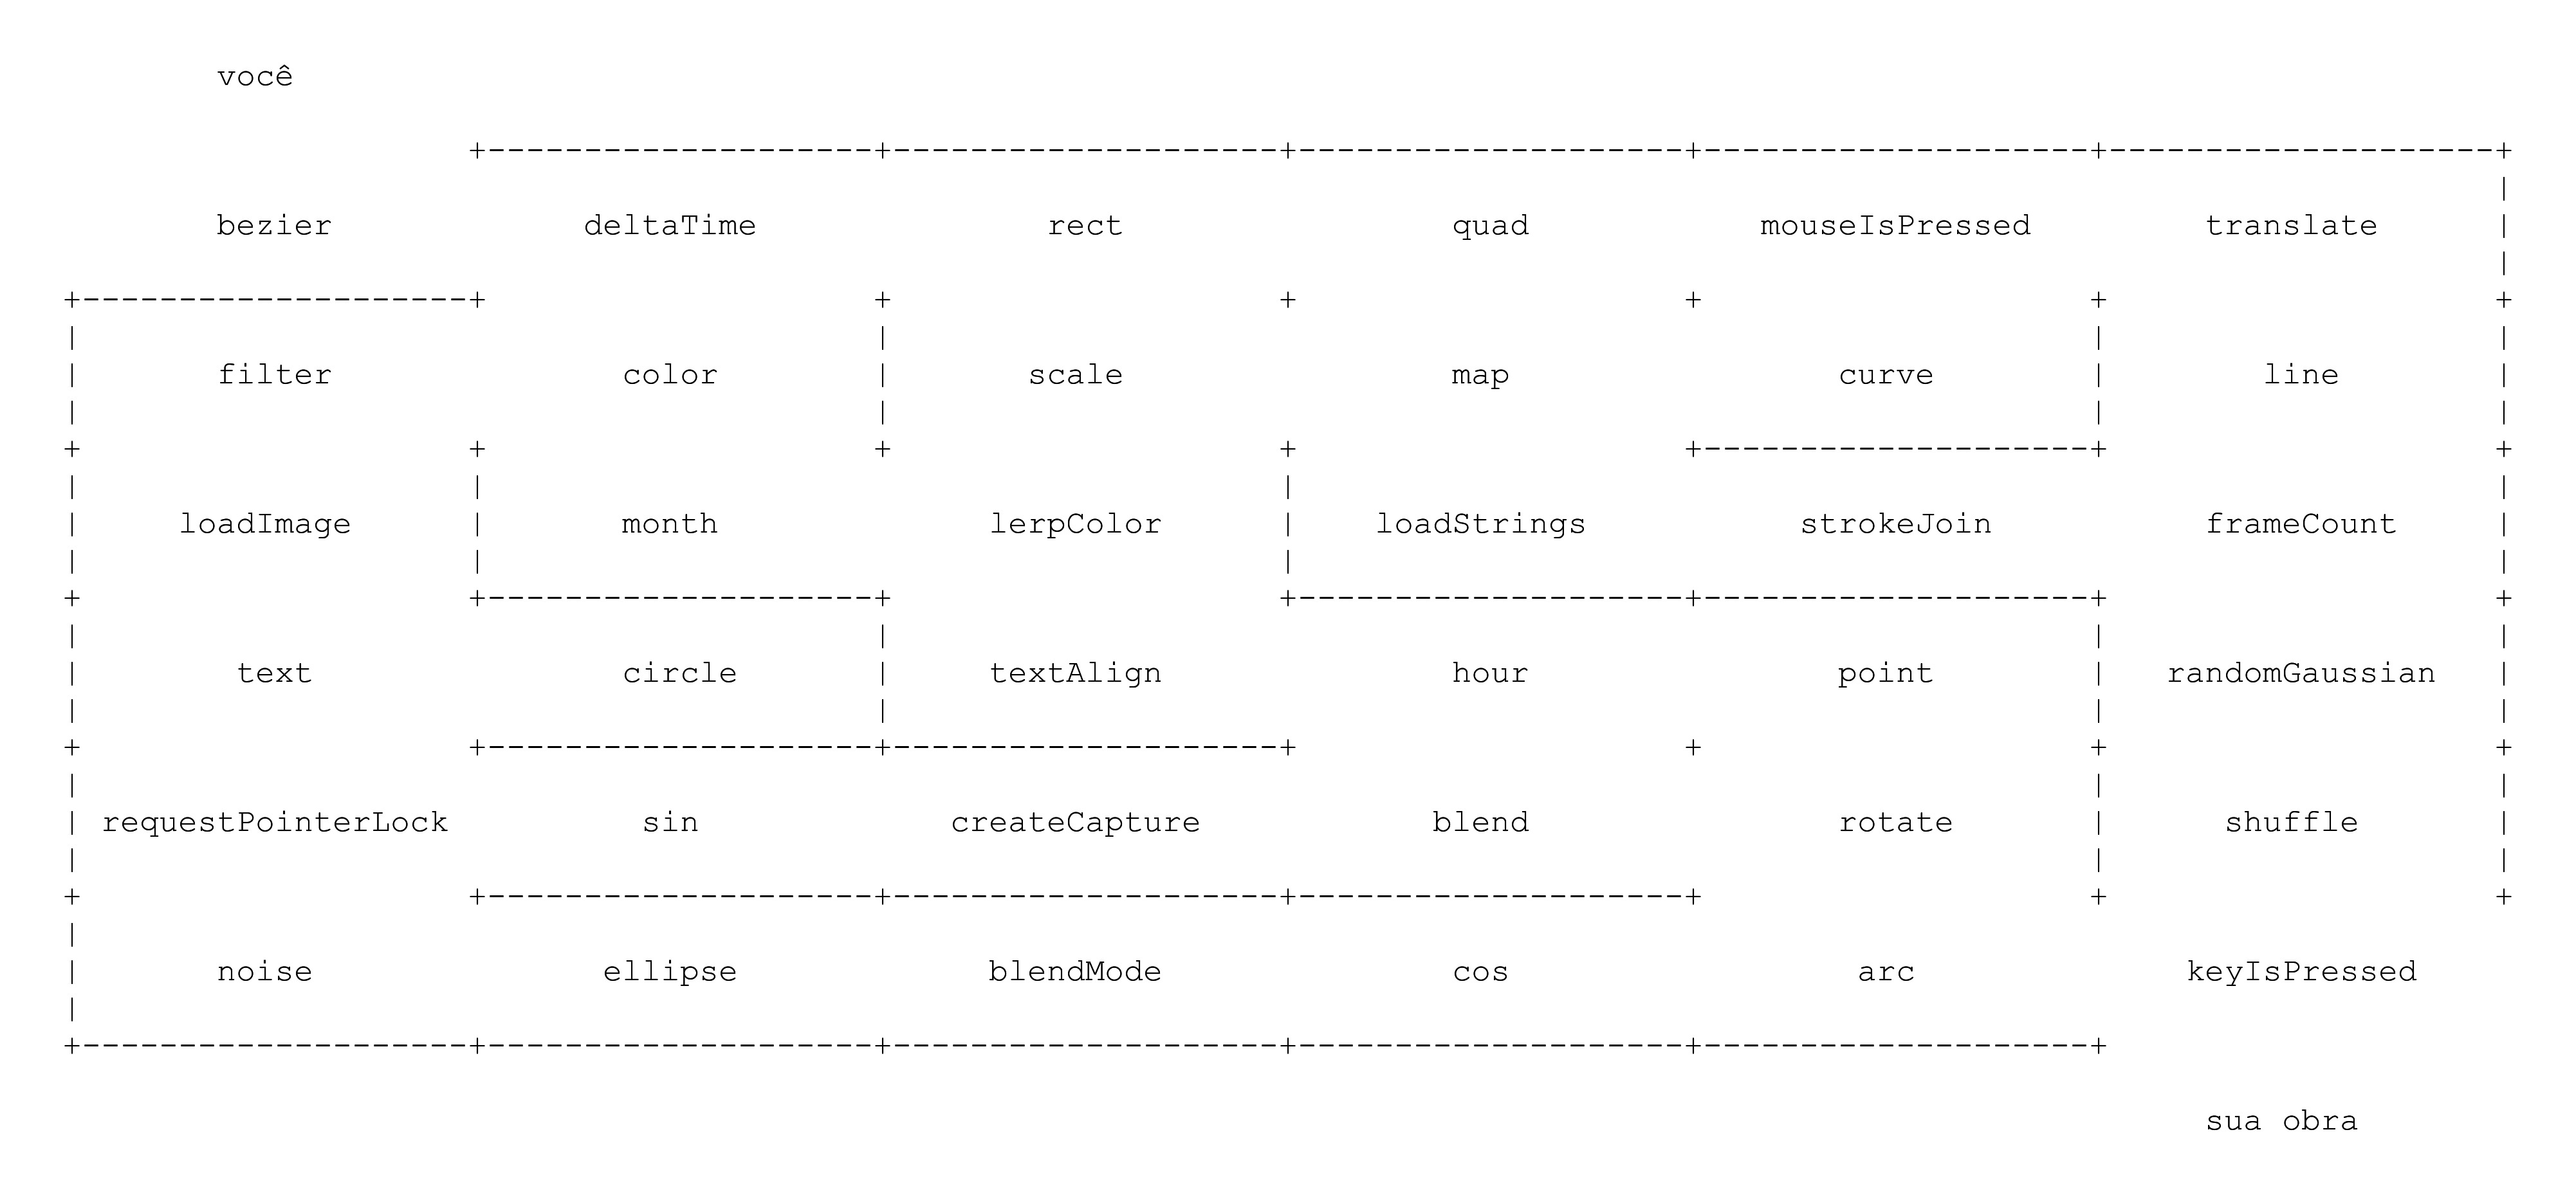 você
bezier deltaTime rect quad mouseIsPressed translate
filter color scale map curve line
loadImage month lerpColor loadStrings strokeJoin frameCount
text circle textAlign hour point randomGaussian
requestPointerLock sin createCapture blend rotate shuffle
noise ellipse blendMode cos arc keyIsPressed
sua obra